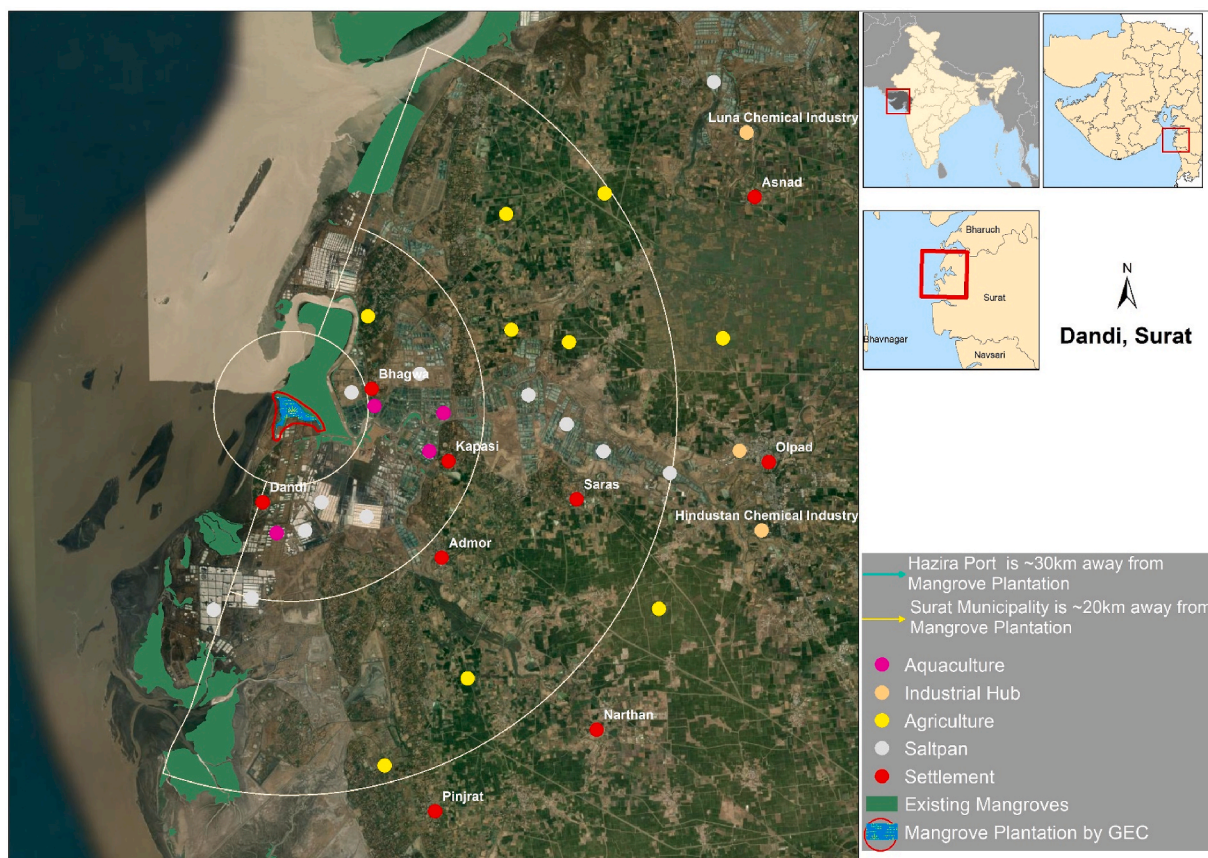 Luna Chemical Industry
Asnad
Bhagwa
Kapasi
Olpad
Dandi
Saras
Hindustan Chemical Industry
Admor
Narthan
Pinjrat
Bharuch
Surat
Bhavnagar
Navsari
N
Dandi, Surat
Hazira Port is ~30km away from
Mangrove Plantation
Surat Municipality is ~20km away from
Mangrove Plantation
Aquaculture
Industrial Hub
Agriculture
Saltpan
Settlement
Existing Mangroves
Mangrove Plantation by GEC